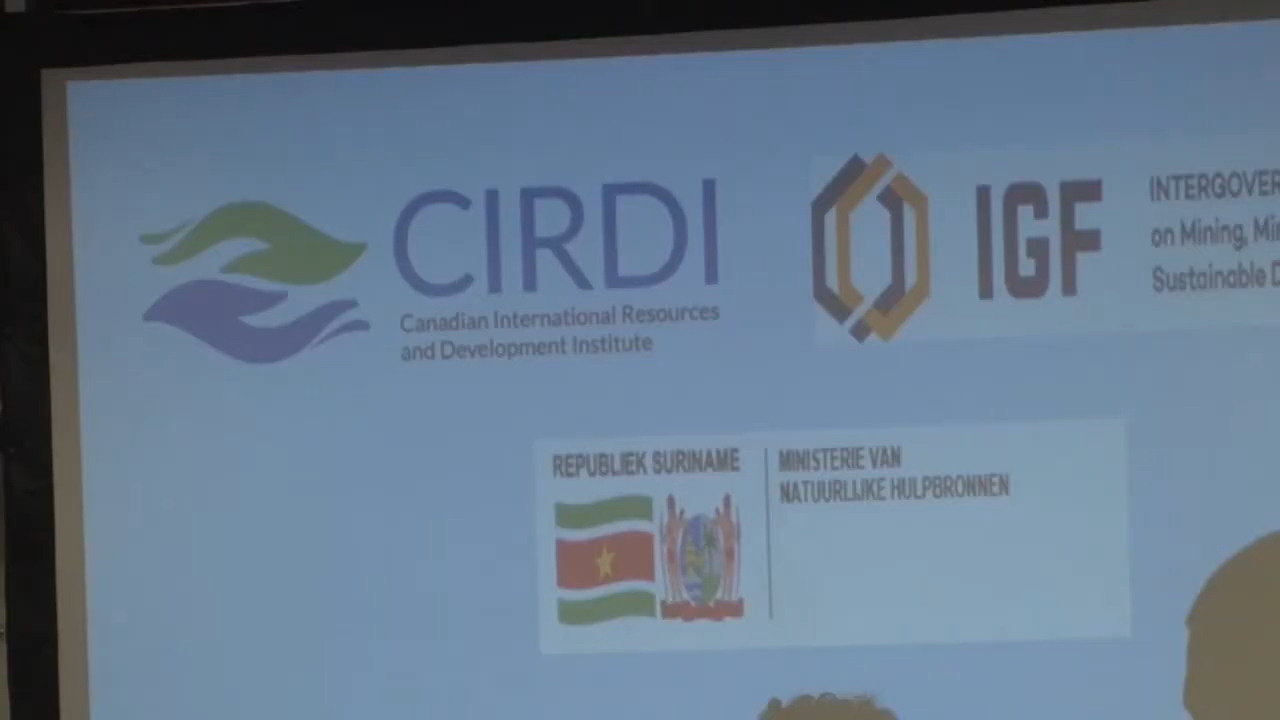 CIRDI
Canadian International Resources
and Development Institute
IGF
INTERGOVER
on Mining, Mi
Sustainable D
REPUBLIEK SURINAME
MINISTERIE VAN
NATUURLIJKE HULPBRONNEN